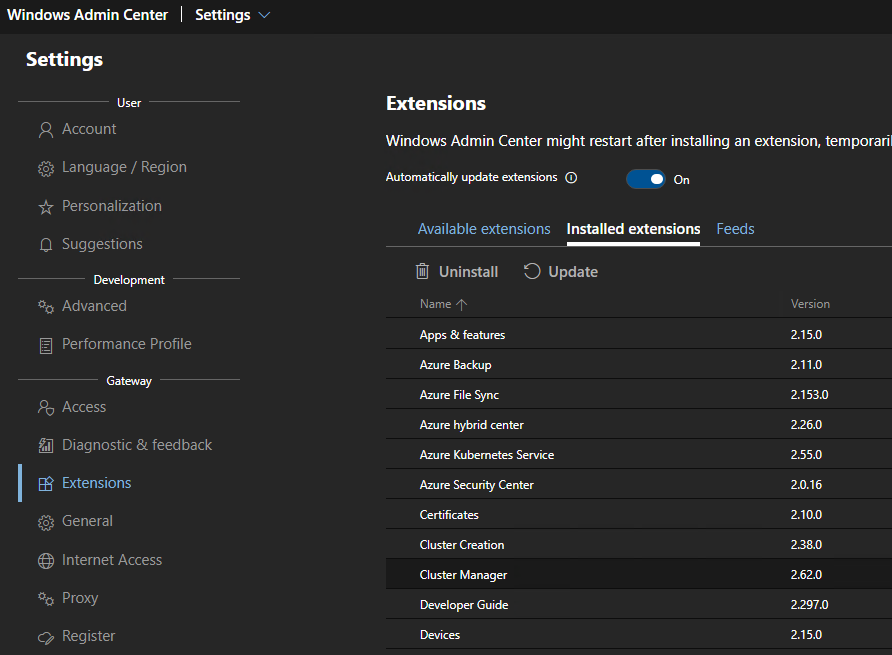 Windows Admin Center | Settings
Settings
User
Account
Language / Region
Personalization
Suggestions
Development
Advanced
Performance Profile
Gateway
Access
Diagnostic & feedback
Extensions
General
Internet Access
Proxy
Register
Extensions
Windows Admin Center might restart after installing an extension, temporaril
Automatically update extensions On
Available extensions Installed extensions Feeds
Uninstall Update
Name Version
Apps & features 2.15.0
Azure Backup 2.11.0
Azure File Sync 2.153.0
Azure hybrid center 2.26.0
Azure Kubernetes Service 2.55.0
Azure Security Center 2.0.16
Certificates 2.10.0
Cluster Creation 2.38.0
Cluster Manager 2.62.0
Developer Guide 2.297.0
Devices 2.15.0